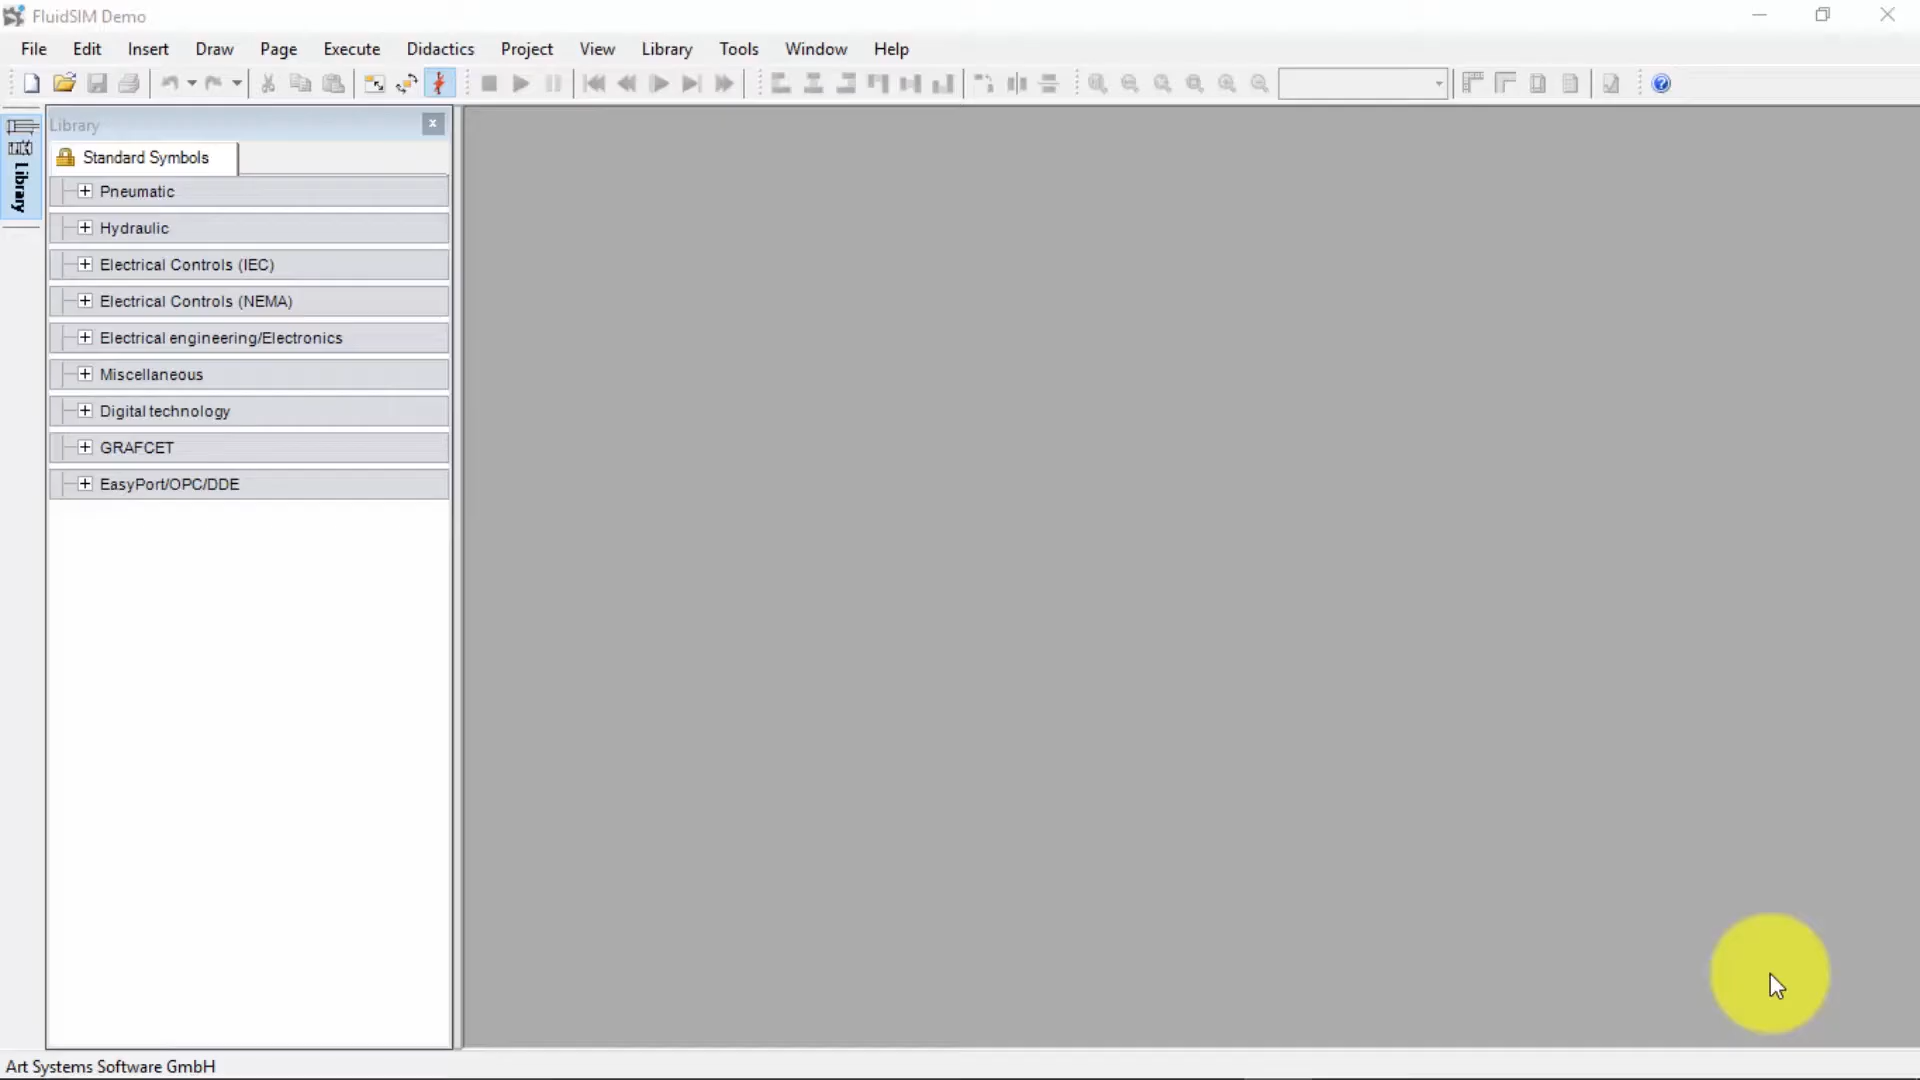 FluidSIM Demo
File Edit Insert Draw Page Execute Didactics Project View Library Tools Window Help
Library
Library
Standard Symbols
Pneumatic
Hydraulic
Electrical Controls (IEC)
Electrical Controls (NEMA)
Electrical engineering/Electronics
Miscellaneous
Digital technology
GRAFCET
EasyPort/OPC/DDE
Art Systems Software GmbH